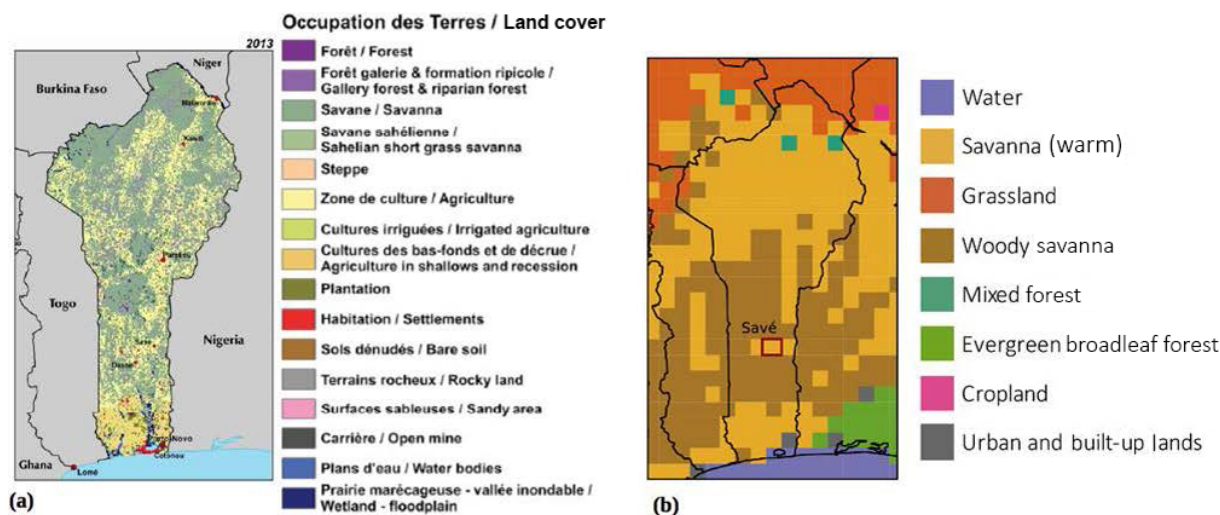 Occupation des Terres / Land cover
2013
Niger
Burkina Faso
Togo
Nigeria
Ghana
Lomé
Cotonou
(a)
Forêt / Forest
Forêt galerie & formation ripicole /
Gallery forest & riparian forest
Savane / Savanna
Savane sahélienne /
Sahelian short grass savanna
Steppe
Zone de culture / Agriculture
Cultures irriguées / Irrigated agriculture
Cultures des bas-fonds et de décrue /
Agriculture in shallows and recession
Plantation
Habitation / Settlements
Sols dénudés / Bare soil
Terrains rocheux / Rocky land
Surfaces sableuses / Sandy area
Carrière / Open mine
Plans d'eau / Water bodies
Prairie marécageuse - vallée inondable /
Wetland - floodplain
Savé
(b)
Water
Savanna (warm)
Grassland
Woody savanna
Mixed forest
Evergreen broadleaf forest
Cropland
Urban and built-up lands